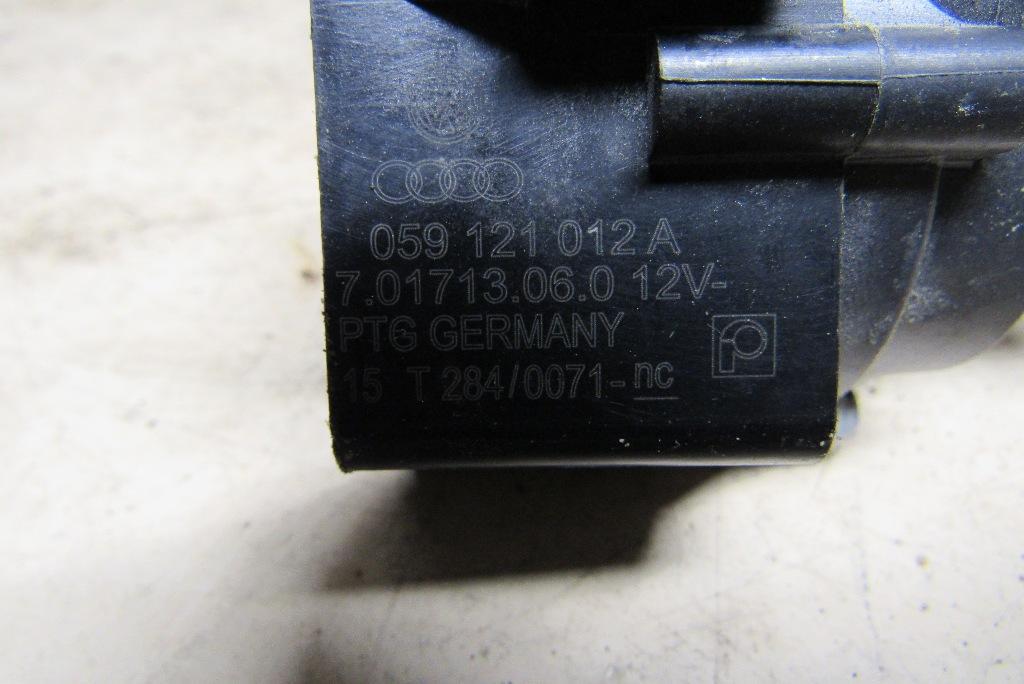 059 121 012 A
7.01713.06.0 12V-
PTG GERMANY
15 T 284/0071- nc